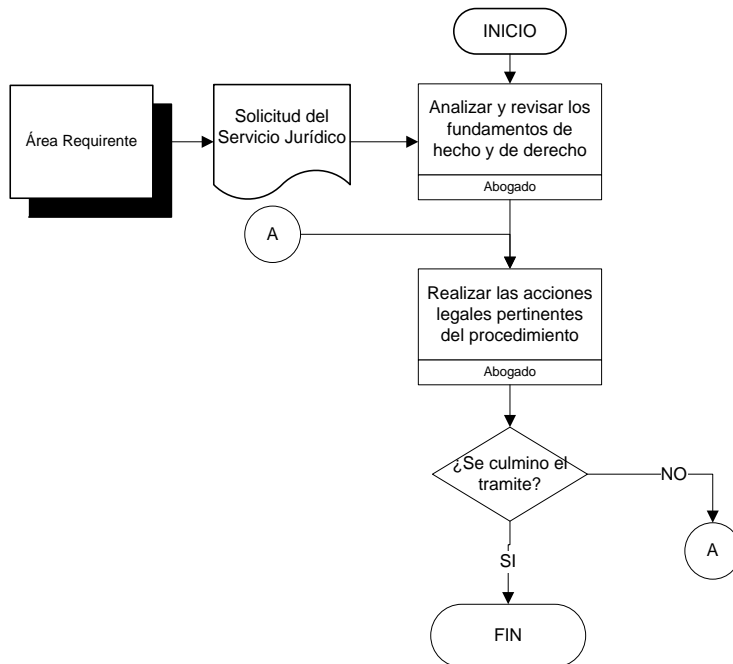 INICIO
Área Requirente
Solicitud del
Servicio Jurídico
Analizar y revisar los
fundamentos de
hecho y de derecho
Abogado
A
Realizar las acciones
legales pertinentes
del procedimiento
Abogado
¿Se culmino el
tramite?
NO
A
SI
FIN